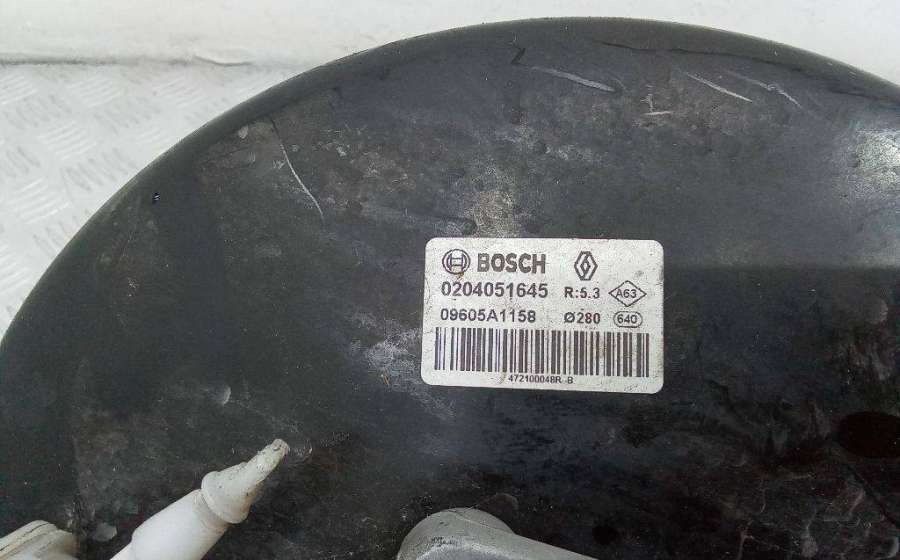 BOSCH
0204051645 R:5.3 A63
09605A1158 Ø280 640
472100048R-B